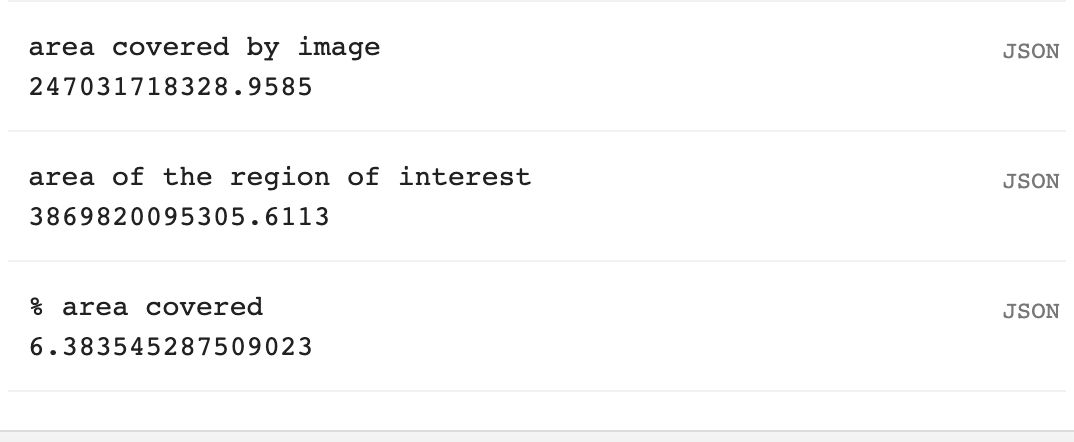 area covered by image
JSON
247031718328.9585
area of the region of interest
JSON
3869820095305.6113
% area covered
JSON
6.383545287509023